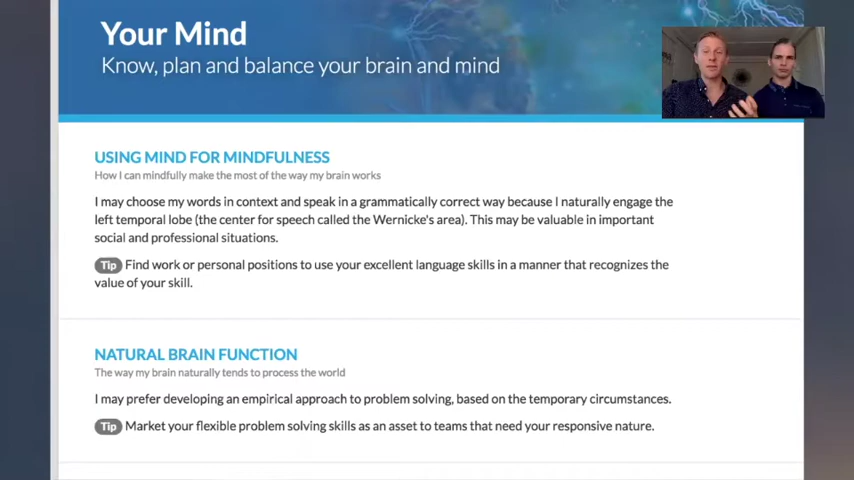 Your Mind
Know, plan and balance your brain and mind
USING MIND FOR MINDFULNESS
How I can mindfully make the most of the way my brain works
I may choose my words in context and speak in a grammatically correct way because I naturally engage the
left temporal lobe (the center for speech called the Wernicke's area). This may be valuable in important
social and professional situations.
Tip Find work or personal positions to use your excellent language skills in a manner that recognizes the
value of your skill.
NATURAL BRAIN FUNCTION
The way my brain naturally tends to process the world
I may prefer developing an empirical approach to problem solving, based on the temporary circumstances.
Tip Market your flexible problem solving skills as an asset to teams that need your responsive nature.